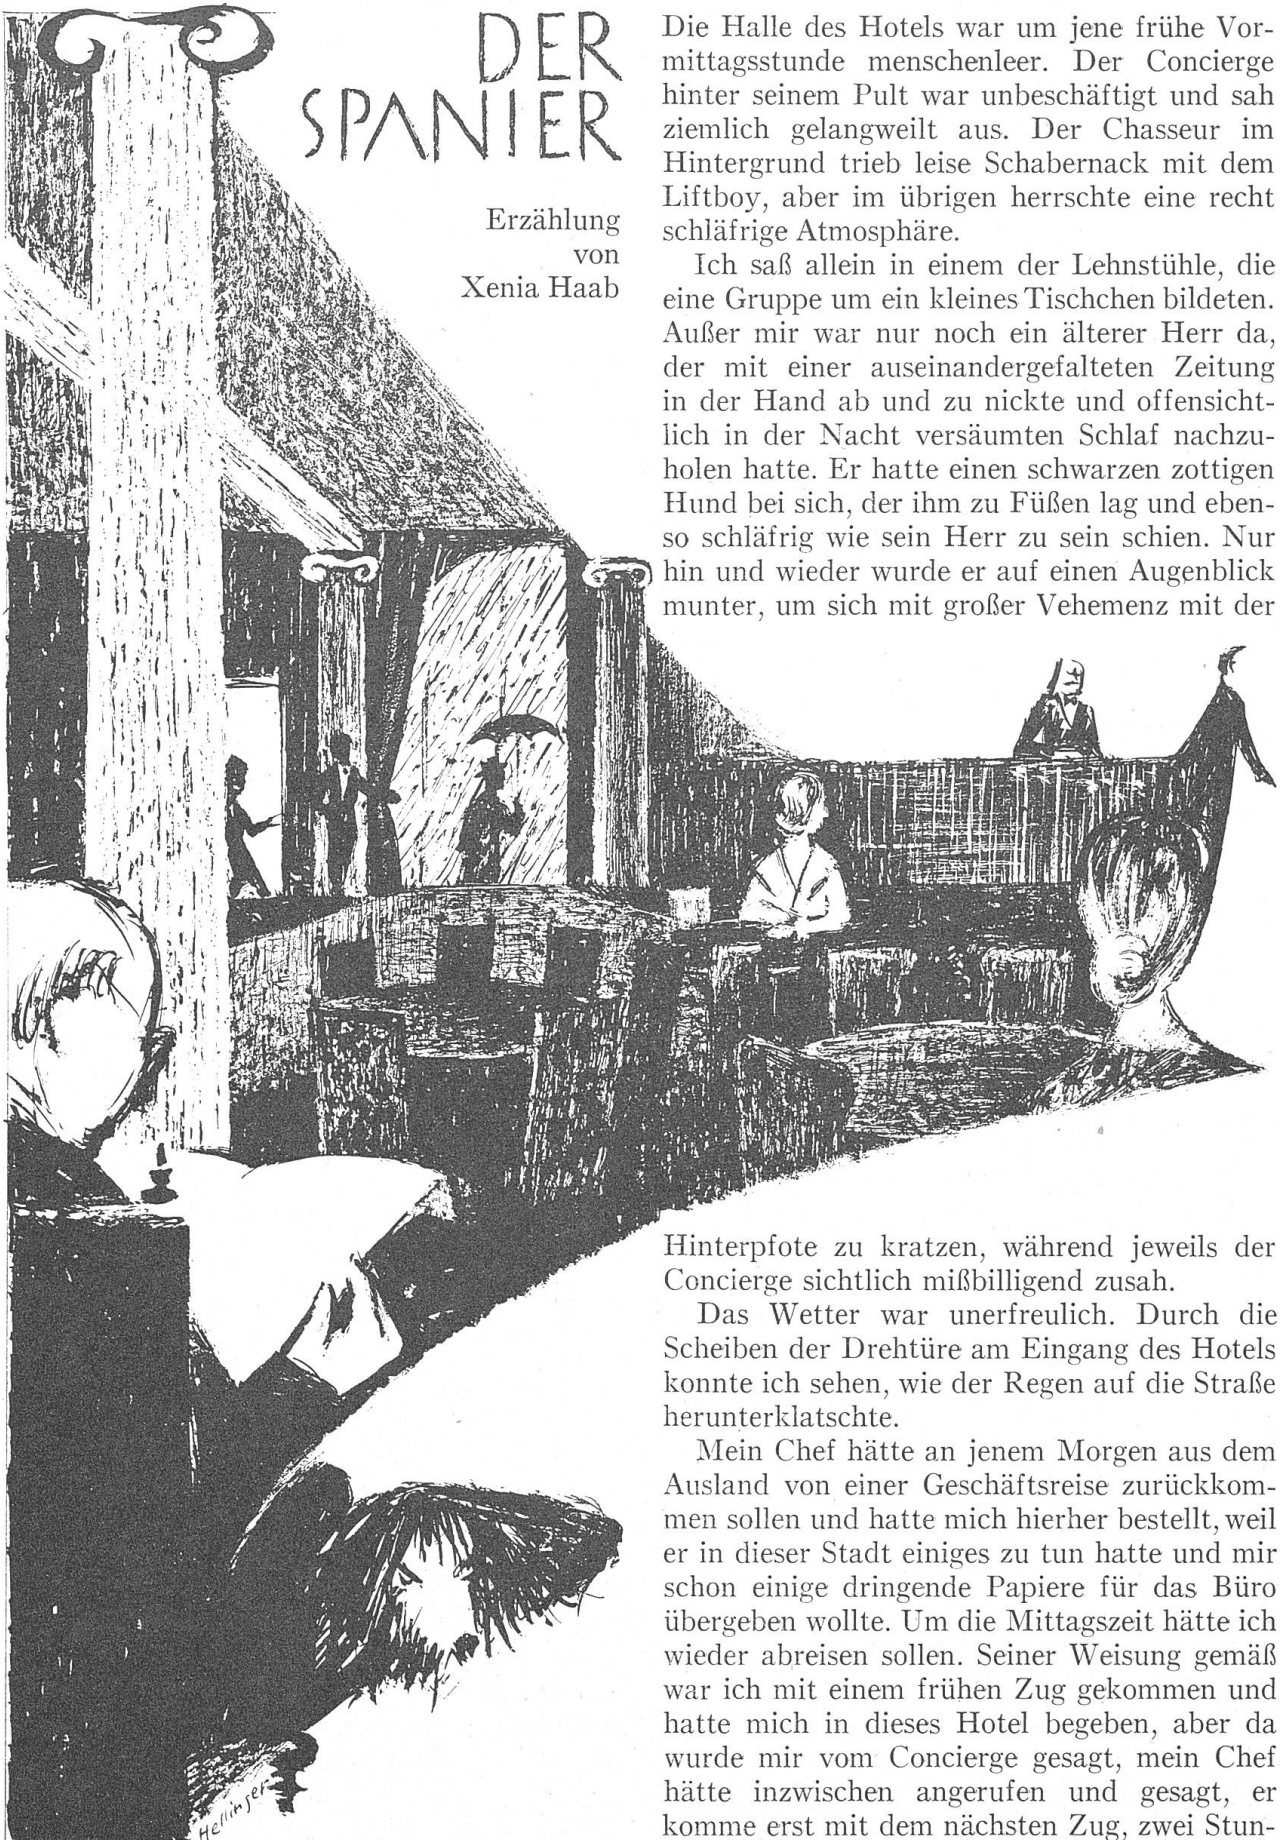 DER
SPANIER
Erzählung
von
Xenia Haab
Die Halle des Hotels war um jene frühe Vor-
mittagsstunde menschenleer. Der Concierge
hinter seinem Pult war unbeschäftigt und sah
ziemlich gelangweilt aus. Der Chasseur im
Hintergrund trieb leise Schabernack mit dem
Liftboy, aber im übrigen herrschte eine recht
schläfrige Atmosphäre.
Ich saß allein in einem der Lehnstühle, die
eine Gruppe um ein kleines Tischchen bildeten.
Außer mir war nur noch ein älterer Herr da,
der mit einer auseinandergefalteten Zeitung
in der Hand ab und zu nickte und offensicht-
lich in der Nacht versäumten Schlaf nachzu-
holen hatte. Er hatte einen schwarzen zottigen
Hund bei sich, der ihm zu Füßen lag und eben-
so schläfrig wie sein Herr zu sein schien. Nur
hin und wieder wurde er auf einen Augenblick
munter, um sich mit großer Vehemenz mit der
Hinterpfote zu kratzen, während jeweils der
Concierge sichtlich mißbilligend zusah.
Das Wetter war unerfreulich. Durch die
Scheiben der Drehtüre am Eingang des Hotels
konnte ich sehen, wie der Regen auf die Straße
herunterklatschte.
Mein Chef hätte an jenem Morgen aus dem
Ausland von einer Geschäftsreise zurückkom-
men sollen und hatte mich hierher bestellt, weil
er in dieser Stadt einiges zu tun hatte und mir
schon einige dringende Papiere für das Büro
übergeben wollte. Um die Mittagszeit hätte ich
wieder abreisen sollen. Seiner Weisung gemäß
war ich mit einem frühen Zug gekommen und
hatte mich in dieses Hotel begeben, aber da
wurde mir vom Concierge gesagt, mein Chef
hätte inzwischen angerufen und gesagt, er
komme erst mit dem nächsten Zug, zwei Stun-
Hellinger